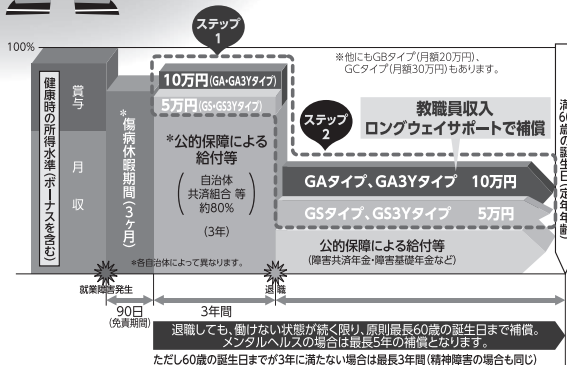 ステップ
1
100%
※他にもGBタイプ(月額20万円)、
GCタイプ(月額30万円)もあります。
10万円(GA・GA3Yタイプ)
5万円(GS・GS3Yタイプ)
健康時の所得水準(ボーナスを含む)
賞与
月収
*傷病休暇期間(3ヶ月)
*公的保障による
給付等
(自治体
共済組合 等
約80%)
(3年)
*各自治体によって異なります。
ステップ
2
教職員収入
ロングウェイサポートで補償
GAタイプ、GA3Yタイプ 10万円
GSタイプ、GS3Yタイプ 5万円
公的保障による給付等
(障害共済年金・障害基礎年金など)
満60歳の誕生日(定年年齢)
就業障害発生
退職
90日
(免責期間)
3年間
退職しても、働けない状態が続く限り、原則最長60歳の誕生日まで補償。
メンタルヘルスの場合は最長5年の補償となります。
ただし60歳の誕生日までが3年に満たない場合は最長3年間(精神障害の場合も同じ)